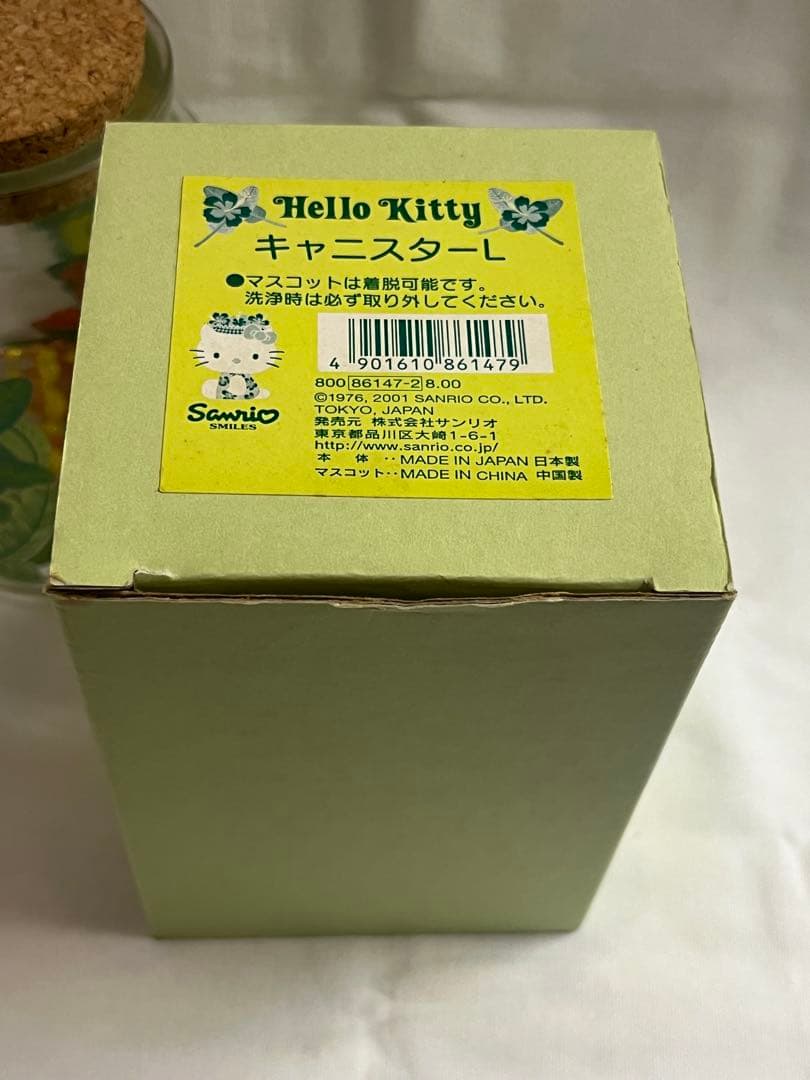 Hello Kitty
キャニスターL
●マスコットは着脱可能です。
洗浄時は必ず取り外してください。
4 901610 861479
800 86147-2 8.00
©1976, 2001 SANRIO CO., LTD.
TOKYO, JAPAN
発売元 株式会社サンリオ
東京都品川区大崎1-6-1
http://www.sanrio.co.jp/
本体‥MADE IN JAPAN 日本製
マスコット‥MADE IN CHINA 中国製
Sanrio
SMILES